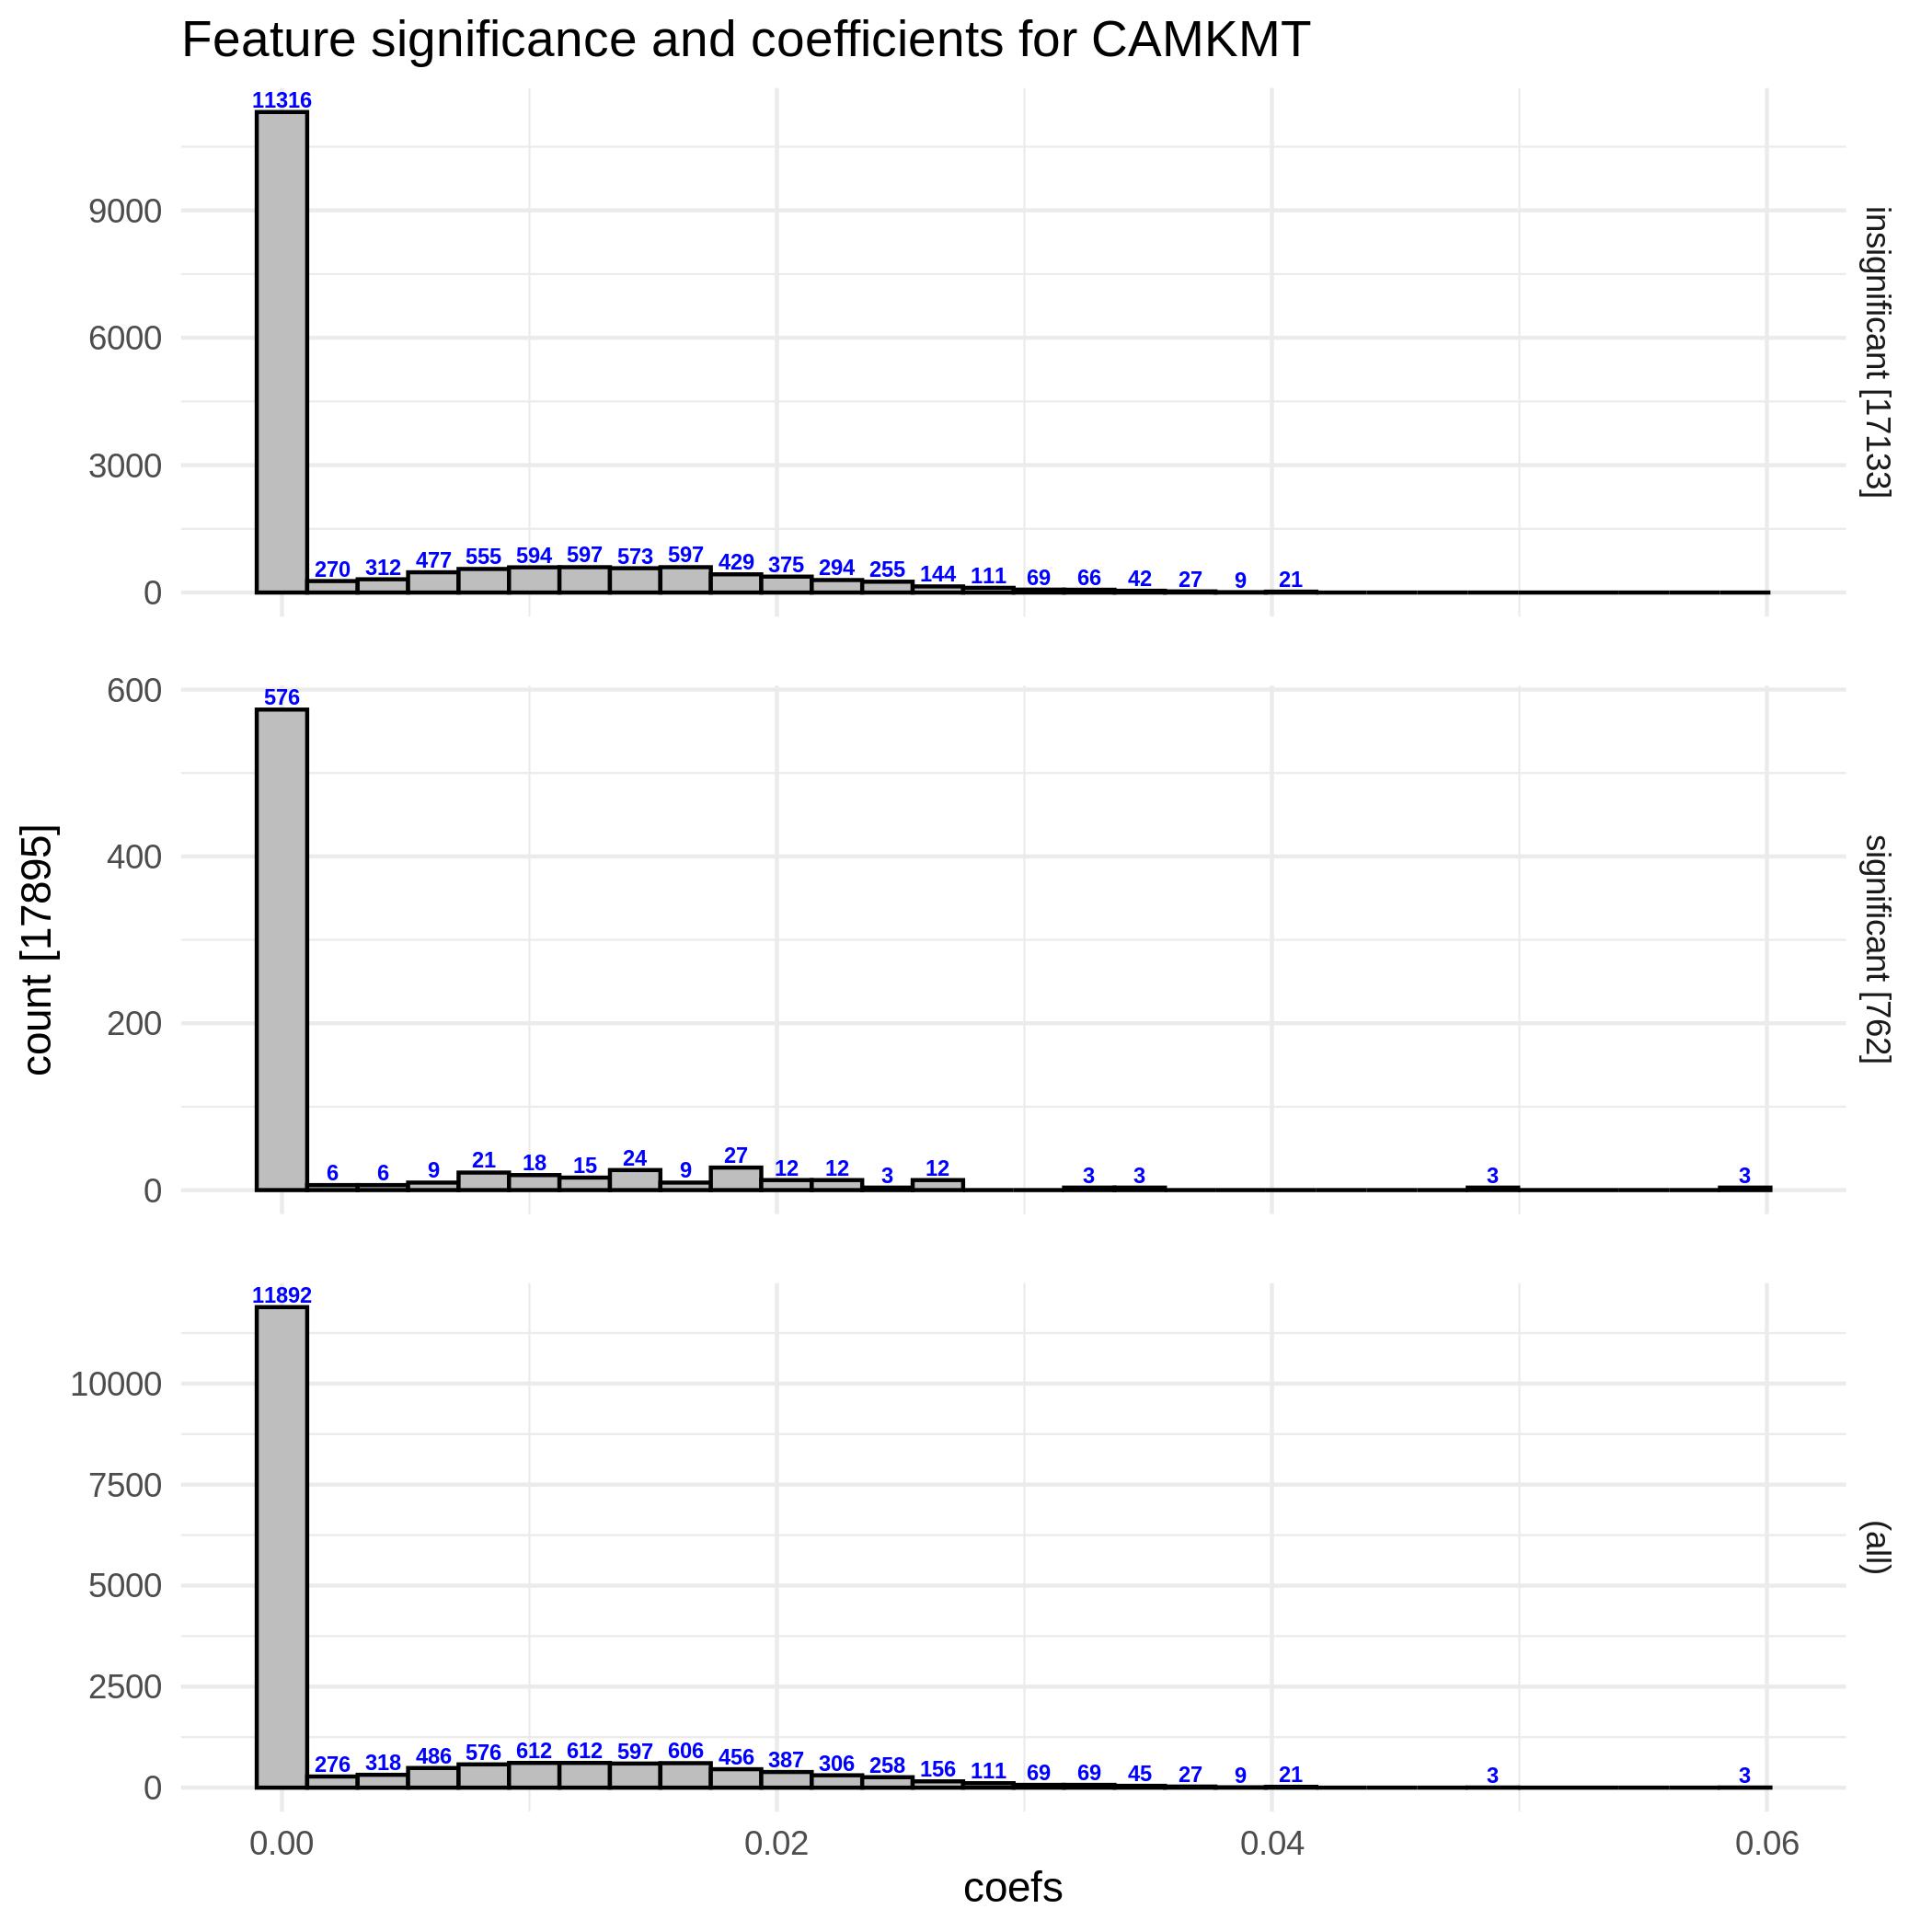 Feature significance and coefficients for CAMKMT
11316
9000
6000
3000
0
270 312 477 555 594 597 573 597 429 375 294 255 144 111 69 66 42 27 9 21
insignificant [17133]
600
576
400
200
0
6 6 9 21 18 15 24 9 27 12 12 3 12 3 3 3 3
significant [762]
count [17895]
11892
10000
7500
5000
2500
0
276 318 486 576 612 612 597 606 456 387 306 258 156 111 69 69 45 27 9 21 3 3
(all)
0.00 0.02 0.04 0.06
coefs